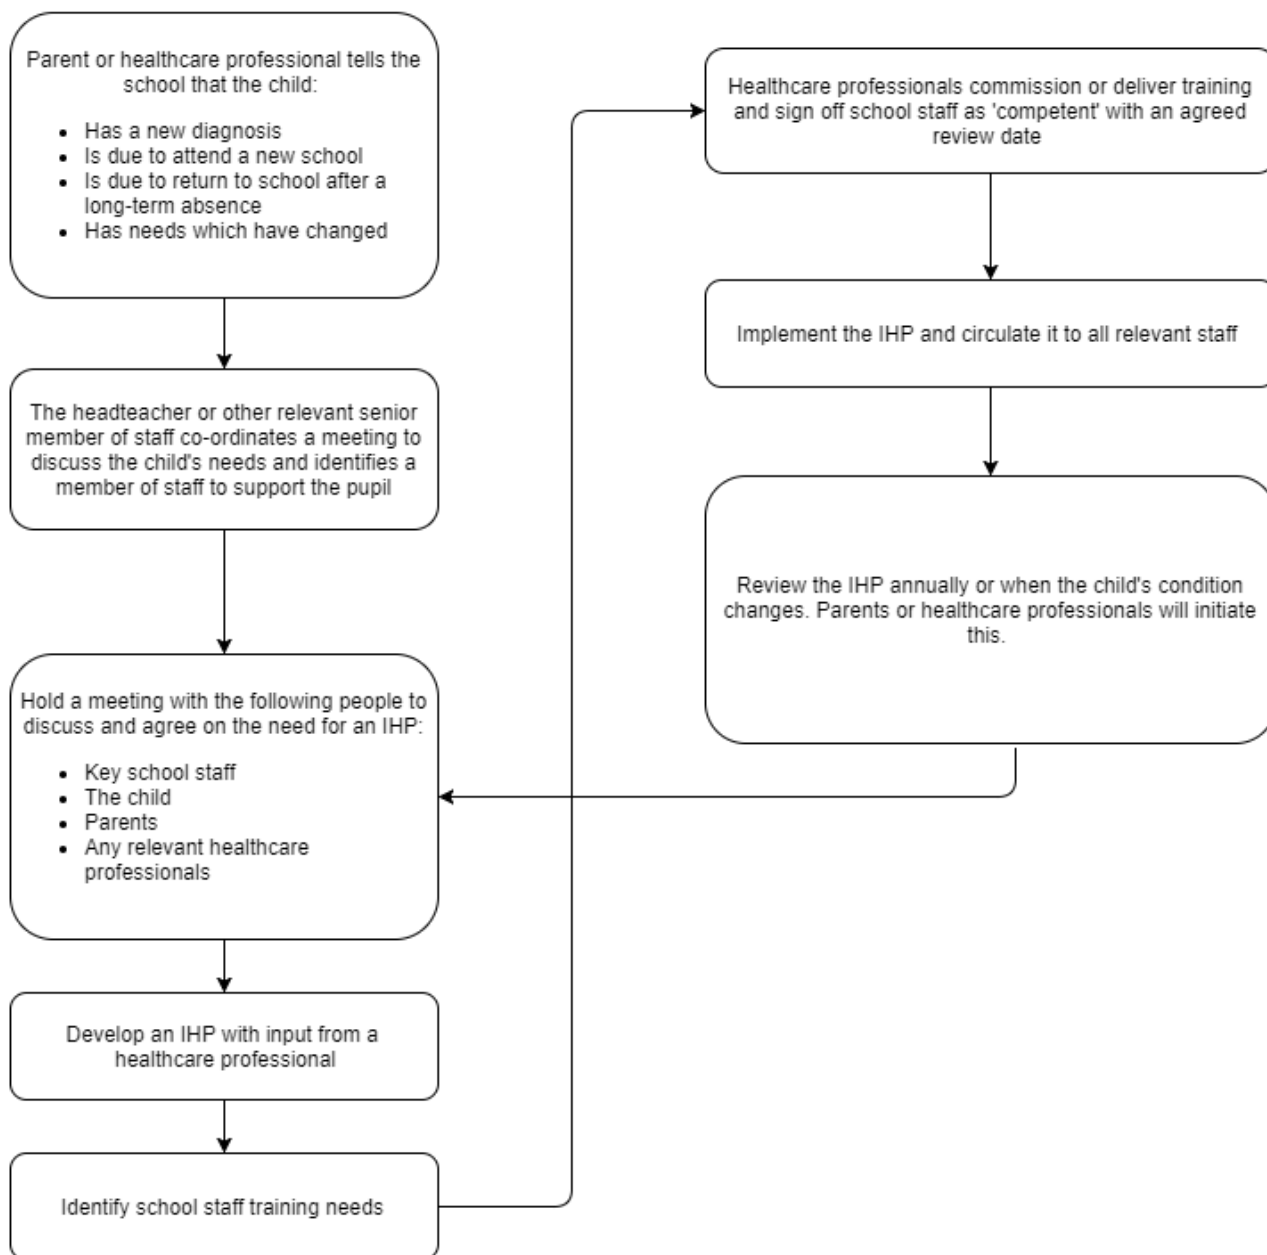 Parent or healthcare professional tells the
school that the child:
• Has a new diagnosis
• Is due to attend a new school
• Is due to return to school after a
long-term absence
• Has needs which have changed
The headteacher or other relevant senior
member of staff co-ordinates a meeting to
discuss the child's needs and identifies a
member of staff to support the pupil
Hold a meeting with the following people to
discuss and agree on the need for an IHP:
• Key school staff
• The child
• Parents
• Any relevant healthcare
professionals
Develop an IHP with input from a
healthcare professional
Identify school staff training needs
Healthcare professionals commission or deliver training
and sign off school staff as 'competent' with an agreed
review date
Implement the IHP and circulate it to all relevant staff
Review the IHP annually or when the child's condition
changes. Parents or healthcare professionals will initiate
this.